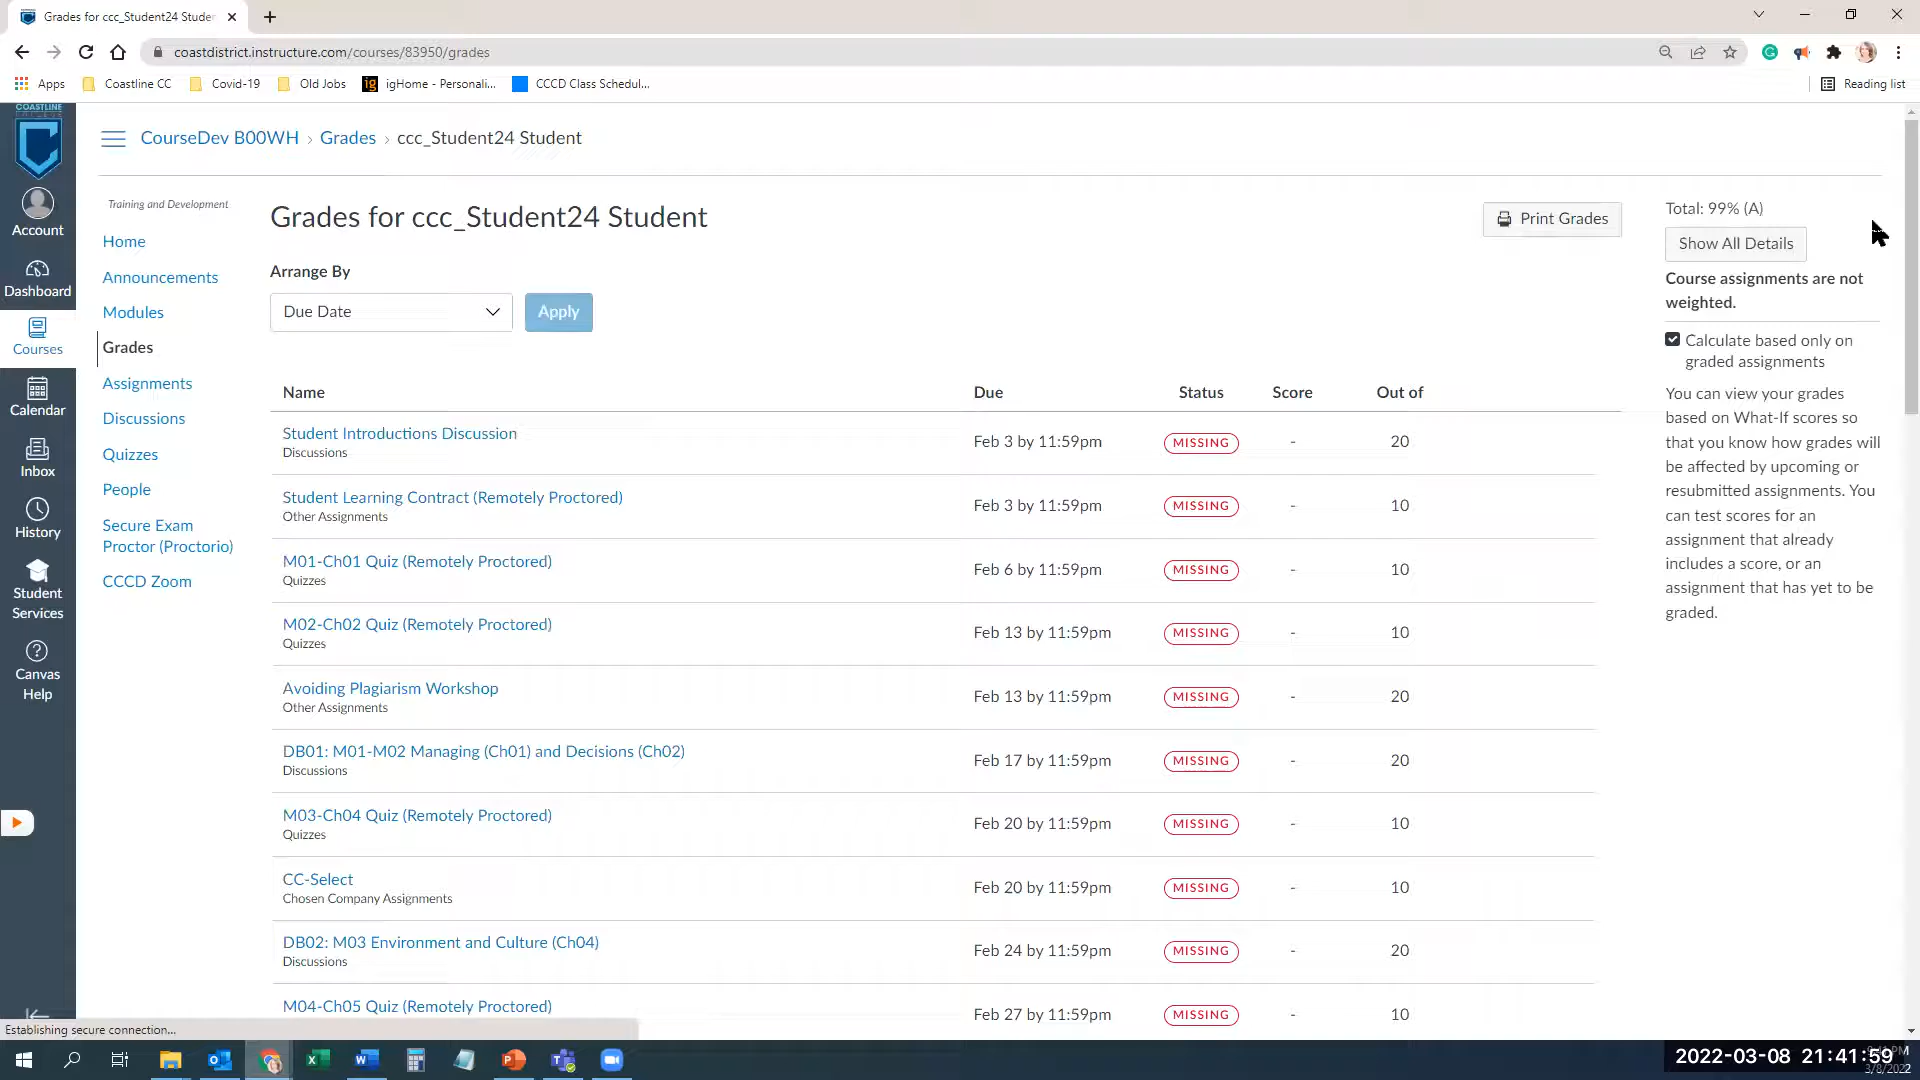 Grades for ccc_Student24 Studer
coastdistrict.instructure.com/courses/83950/grades
Apps
Coastline CC
Covid-19
Old Jobs
ig
igHome - Personali...
CCCD Class Schedul...
Reading list
COASTLINE
Account
Dashboard
Courses
Calendar
Inbox
History
Student
Services
Canvas
Help
CourseDev B00WH › Grades › ccc_Student24 Student
Training and Development
Home
Announcements
Modules
Grades
Assignments
Discussions
Quizzes
People
Secure Exam
Proctor (Proctorio)
CCCD Zoom
Grades for ccc_Student24 Student
Print Grades
Arrange By
Due Date
Apply
Name Due Status Score Out of
Student Introductions Discussion
Discussions
Feb 3 by 11:59pm MISSING - 20
Student Learning Contract (Remotely Proctored)
Other Assignments
Feb 3 by 11:59pm MISSING - 10
M01-Ch01 Quiz (Remotely Proctored)
Quizzes
Feb 6 by 11:59pm MISSING - 10
M02-Ch02 Quiz (Remotely Proctored)
Quizzes
Feb 13 by 11:59pm MISSING - 10
Avoiding Plagiarism Workshop
Other Assignments
Feb 13 by 11:59pm MISSING - 20
DB01: M01-M02 Managing (Ch01) and Decisions (Ch02)
Discussions
Feb 17 by 11:59pm MISSING - 20
M03-Ch04 Quiz (Remotely Proctored)
Quizzes
Feb 20 by 11:59pm MISSING - 10
CC-Select
Chosen Company Assignments
Feb 20 by 11:59pm MISSING - 10
DB02: M03 Environment and Culture (Ch04)
Discussions
Feb 24 by 11:59pm MISSING - 20
M04-Ch05 Quiz (Remotely Proctored)
Feb 27 by 11:59pm MISSING - 10
Total: 99% (A)
Show All Details
Course assignments are not
weighted.
Calculate based only on
graded assignments
You can view your grades
based on What-If scores so
that you know how grades will
be affected by upcoming or
resubmitted assignments. You
can test scores for an
assignment that already
includes a score, or an
assignment that has yet to be
graded.
Establishing secure connection...
2022-03-08 21:41:59